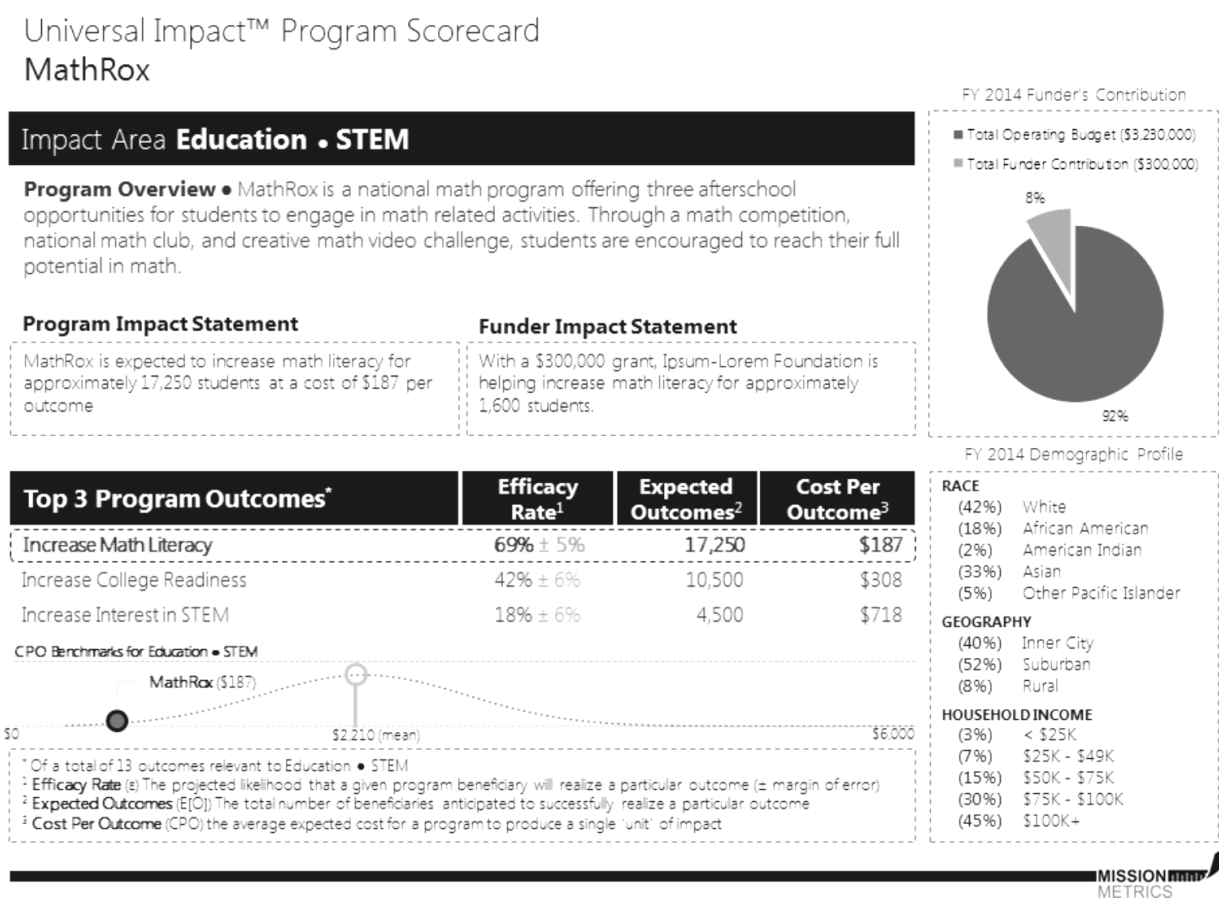 Universal Impact™ Program Scorecard
MathRox
Impact Area Education • STEM
Program Overview ● MathRox is a national math program offering three afterschool
opportunities for students to engage in math related activities. Through a math competition,
national math club, and creative math video challenge, students are encouraged to reach their full
potential in math.
Program Impact Statement
MathRox is expected to increase math literacy for
approximately 17,250 students at a cost of $187 per
outcome
Funder Impact Statement
With a $300,000 grant, Ipsum-Lorem Foundation is
helping increase math literacy for approximately
1,600 students.
FY 2014 Funder's Contribution
Total Operating Budget ($3,230,000)
Total Funder Contribution ($300,000)
8%
92%
Top 3 Program Outcomes* Efficacy Rate¹ Expected Outcomes² Cost Per Outcome³
Increase Math Literacy 69% ± 5% 17,250 $187
Increase College Readiness 42% ± 6% 10,500 $308
Increase Interest in STEM 18% ± 6% 4,500 $718
CPO Benchmarks for Education ● STEM
MathRox ($187)
$0 $2,210 (mean) $6,000
* Of a total of 13 outcomes relevant to Education ● STEM
¹ Efficacy Rate (ε) The projected likelihood that a given program beneficiary will realize a particular outcome (± margin of error)
² Expected Outcomes (E[O]) The total number of beneficiaries anticipated to successfully realize a particular outcome
³ Cost Per Outcome (CPO) the average expected cost for a program to produce a single 'unit' of impact
FY 2014 Demographic Profile
RACE
(42%) White
(18%) African American
(2%) American Indian
(33%) Asian
(5%) Other Pacific Islander
GEOGRAPHY
(40%) Inner City
(52%) Suburban
(8%) Rural
HOUSEHOLD INCOME
(3%) < $25K
(7%) $25K - $49K
(15%) $50K - $75K
(30%) $75K - $100K
(45%) $100K+
MISSION
METRICS